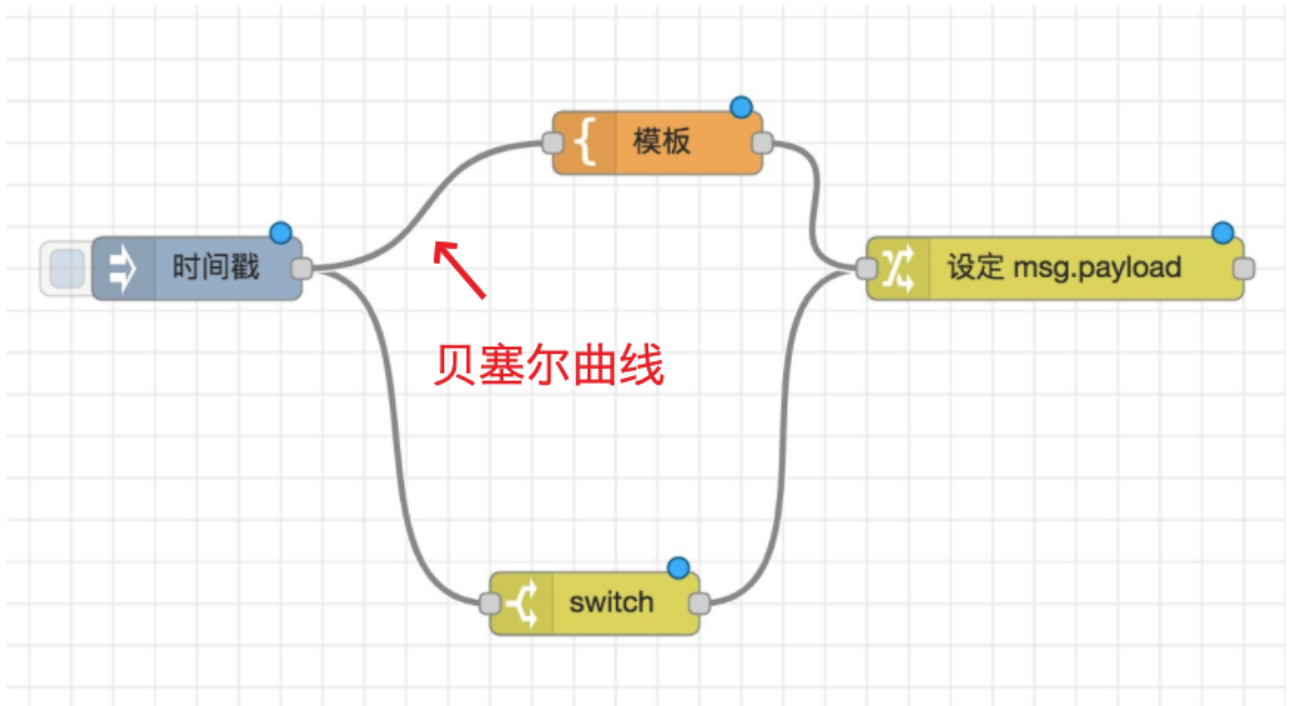 模板
时间戳
设定 msg.payload
贝塞尔曲线
switch